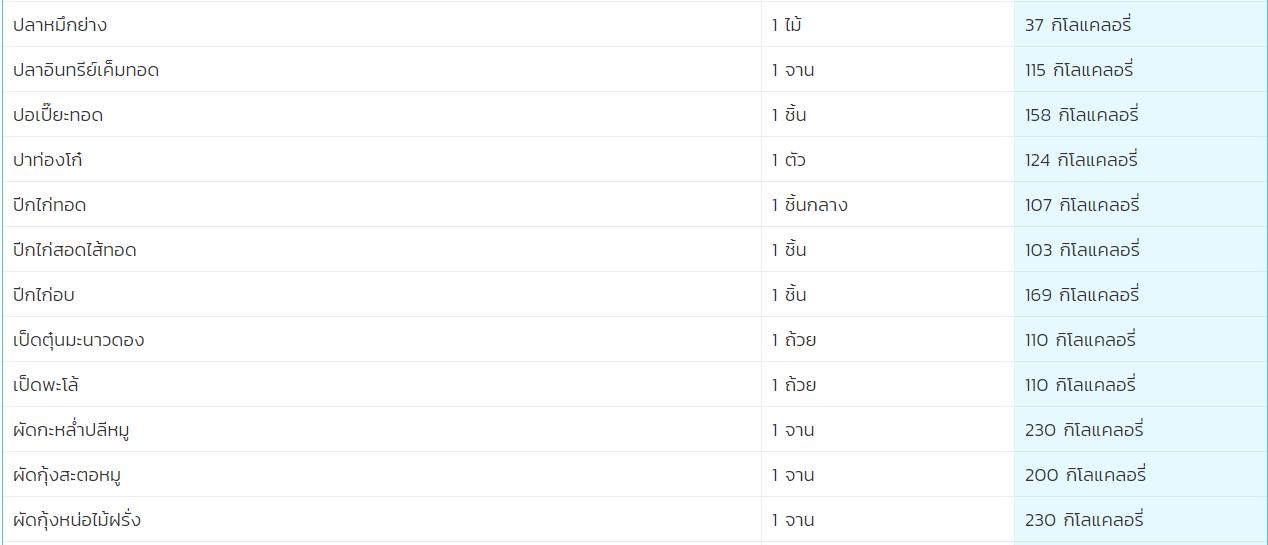 ปลาหมึกย่าง 1 ไม้ 37 กิโลแคลอรี่
ปลาอินทรีย์เค็มทอด 1 จาน 115 กิโลแคลอรี่
ปอเปี๊ยะทอด 1 ชิ้น 158 กิโลแคลอรี่
ปาท่องโก๋ 1 ตัว 124 กิโลแคลอรี่
ปีกไก่ทอด 1 ชิ้นกลาง 107 กิโลแคลอรี่
ปีกไก่สอดไส้ทอด 1 ชิ้น 103 กิโลแคลอรี่
ปีกไก่อบ 1 ชิ้น 169 กิโลแคลอรี่
เป็ดตุ๋นมะนาวดอง 1 ถ้วย 110 กิโลแคลอรี่
เป็ดพะโล้ 1 ถ้วย 110 กิโลแคลอรี่
ผัดกะหล่ำปลีหมู 1 จาน 230 กิโลแคลอรี่
ผัดกุ้งสะตอหมู 1 จาน 200 กิโลแคลอรี่
ผัดกุ้งหน่อไม้ฝรั่ง 1 จาน 230 กิโลแคลอรี่